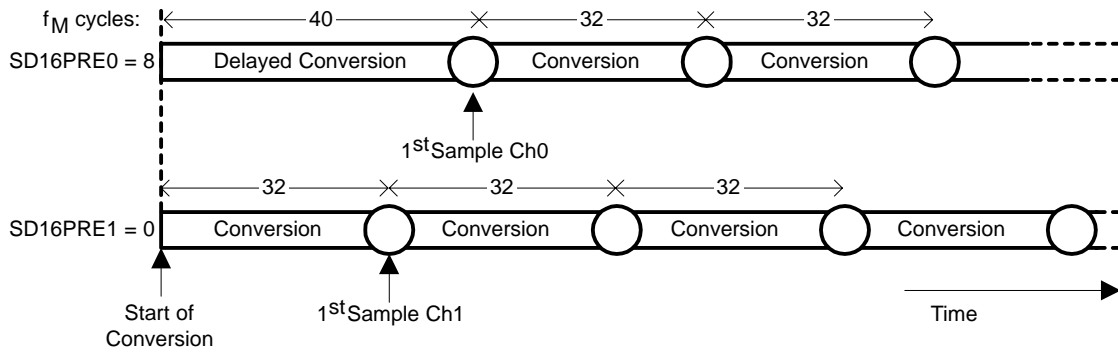 f_M cycles:
40
32
32
SD16PRE0 = 8
Delayed Conversion
Conversion
Conversion
1st Sample Ch0
32
32
32
SD16PRE1 = 0
Conversion
Conversion
Conversion
Conversion
Start of
Conversion
1st Sample Ch1
Time